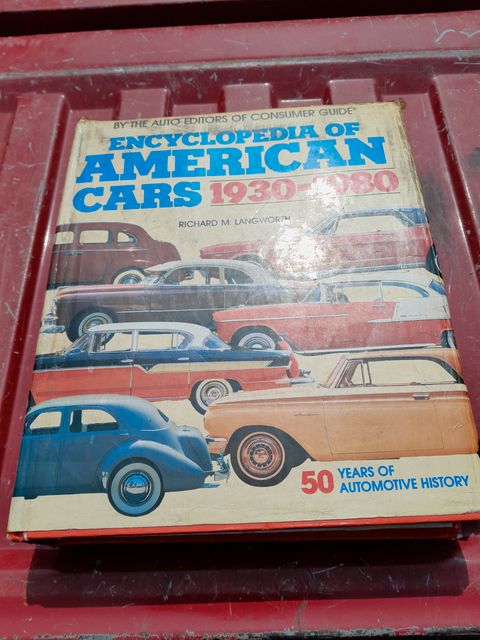 BY THE AUTO EDITORS OF CONSUMER GUIDE®
ENCYCLOPEDIA OF
AMERICAN
CARS 1930-1980
RICHARD M. LANGWORTH
50 YEARS OF
AUTOMOTIVE HISTORY